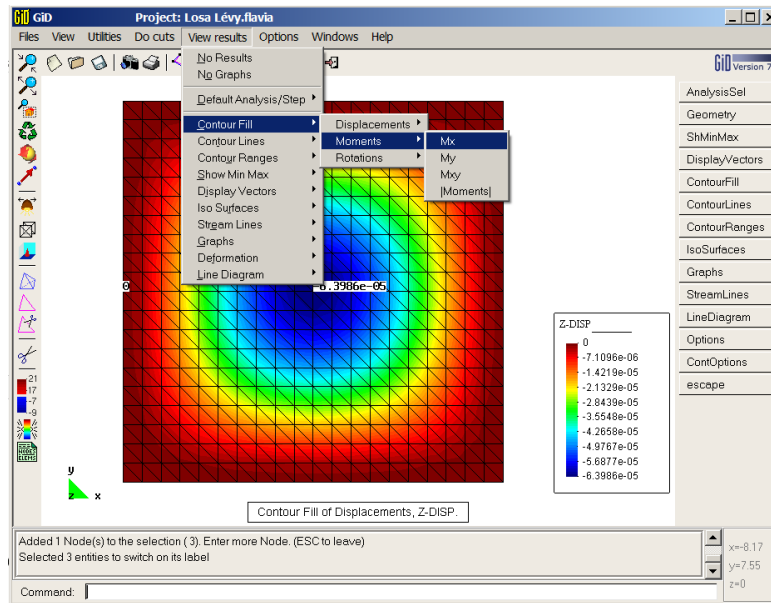 GiD GiD Project: Losa Lévy.flavia
Files View Utilities Do cuts View results Options Windows Help
GiD Version 7
No Results
No Graphs
Default Analysis/Step
Contour Fill
Contour Lines
Contour Ranges
Show Min Max
Display Vectors
Iso Surfaces
Stream Lines
Graphs
Deformation
Line Diagram
Displacements
Moments
Rotations
Mx
My
Mxy
|Moments|
AnalysisSel
Geometry
ShMinMax
DisplayVectors
ContourFill
ContourLines
ContourRanges
IsoSurfaces
Graphs
StreamLines
LineDiagram
Options
ContOptions
escape
0
-6.3986e-05
Z-DISP
0
-7.1096e-06
-1.4219e-05
-2.1329e-05
-2.8439e-05
-3.5548e-05
-4.2658e-05
-4.9767e-05
-5.6877e-05
-6.3986e-05
21
17
-7
-9
NODES
ELEMS
y
z x
Contour Fill of Displacements, Z-DISP.
Added 1 Node(s) to the selection ( 3). Enter more Node. (ESC to leave)
Selected 3 entities to switch on its label
x=-8.17
y=7.55
z=0
Command: